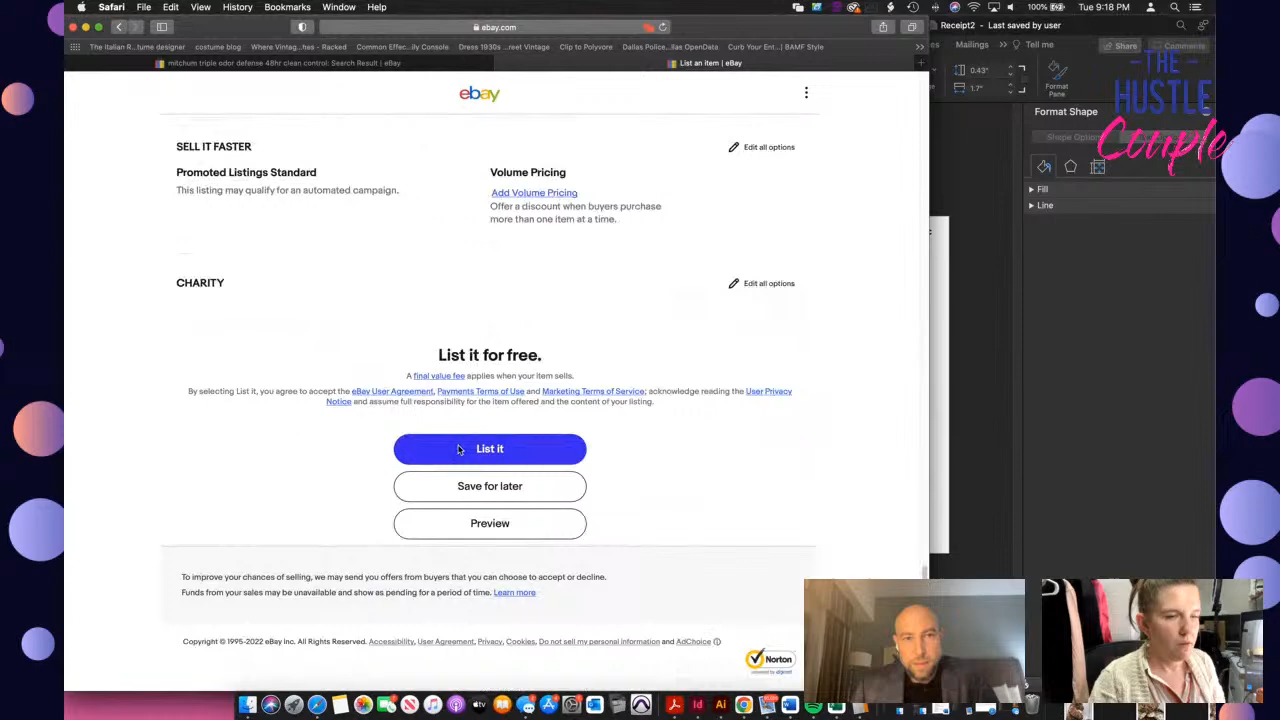 Safari File Edit View History Bookmarks Window Help
ebay.com
Receipt2 - Last saved by user
The Italian R...tume designer costume blog Where Vintag...has - Racked Common Effec...ily Console Dress 1930s ...reet Vintage Clip to Polyvore Dallas Police...llas OpenData Curb Your Ent...| BAMF Style
Mailings Tell me Share Comments
mitchum triple odor defense 48hr clean control: Search Result | eBay
List an item | eBay
0.43"
1.7"
THE
HUSTLE
Couple
Format Shape
Shape Options
Fill
Line
ebay
SELL IT FASTER
Edit all options
Promoted Listings Standard
This listing may qualify for an automated campaign.
Volume Pricing
Add Volume Pricing
Offer a discount when buyers purchase
more than one item at a time.
CHARITY
Edit all options
List it for free.
A final value fee applies when your item sells.
By selecting List it, you agree to accept the eBay User Agreement, Payments Terms of Use and Marketing Terms of Service; acknowledge reading the User Privacy
Notice and assume full responsibility for the item offered and the content of your listing.
List it
Save for later
Preview
To improve your chances of selling, we may send you offers from buyers that you can choose to accept or decline.
Funds from your sales may be unavailable and show as pending for a period of time. Learn more
Copyright © 1995-2022 eBay Inc. All Rights Reserved. Accessibility, User Agreement, Privacy, Cookies, Do not sell my personal information and AdChoice
Norton
powered by digicert